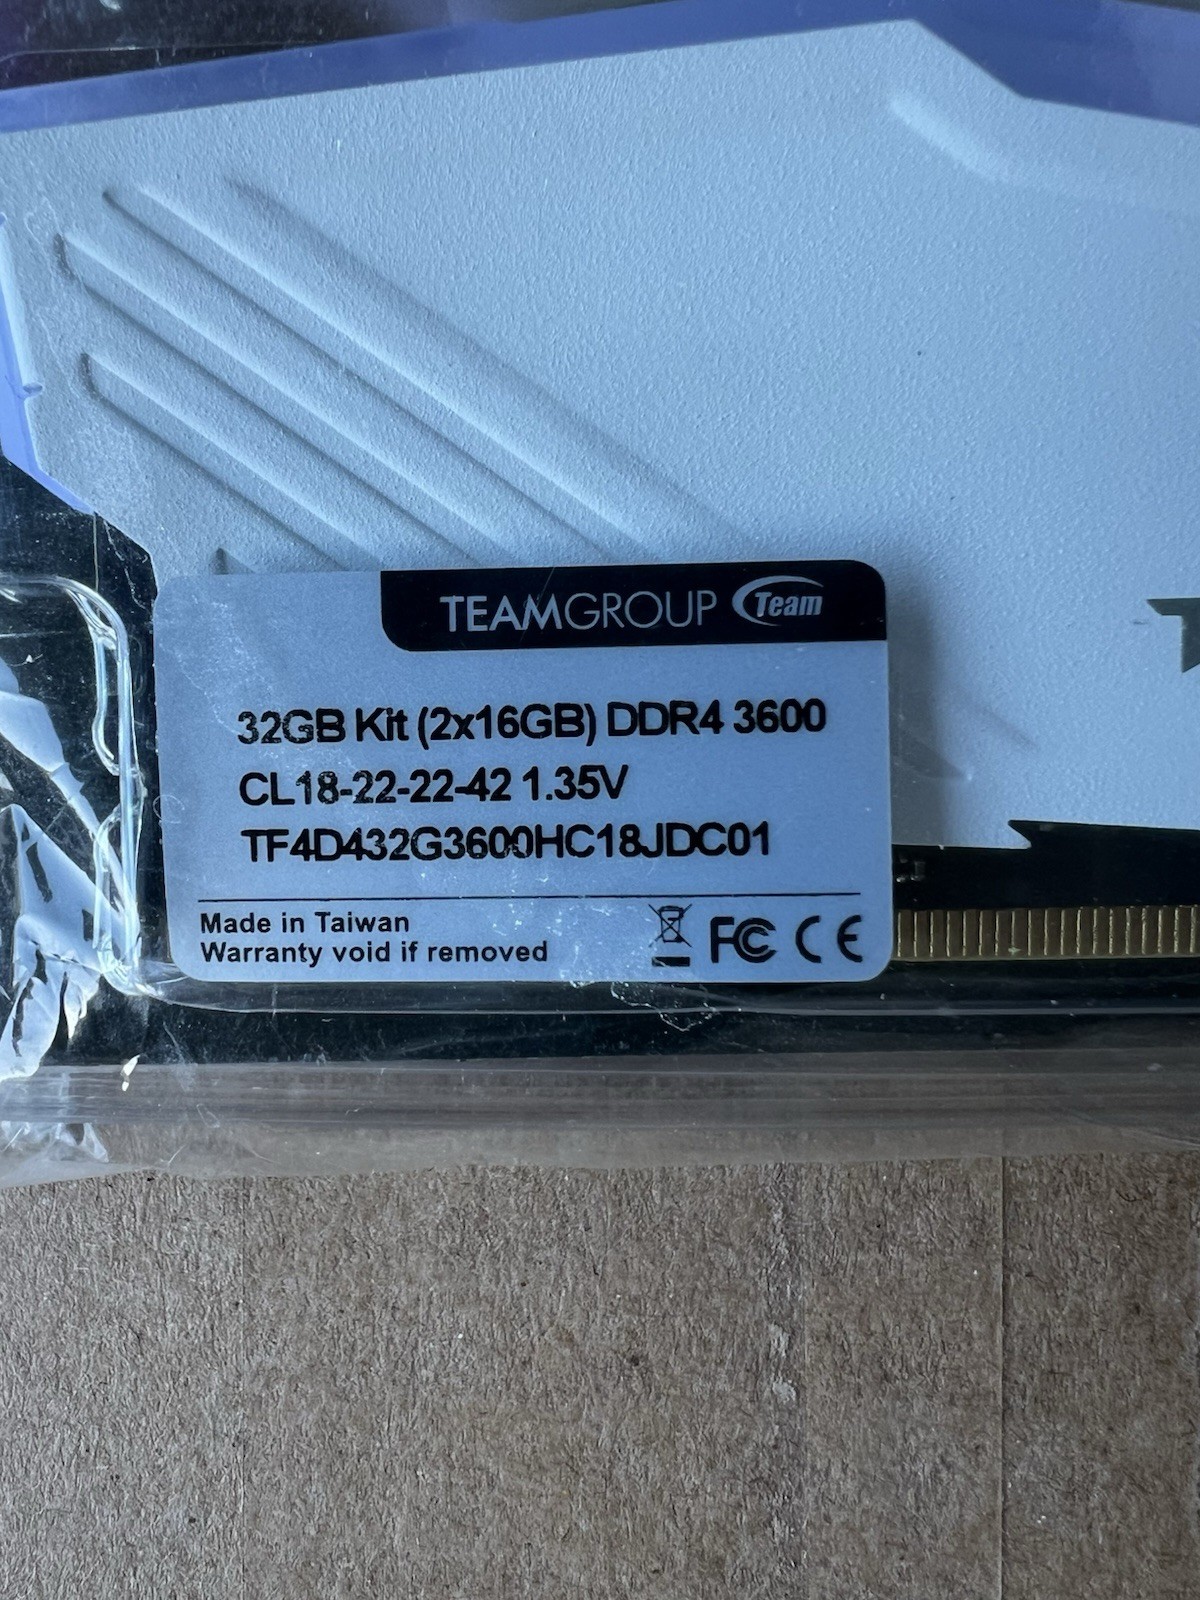 TEAMGROUP Team
32GB Kit (2x16GB) DDR4 3600
CL18-22-22-42 1.35V
TF4D432G3600HC18JDC01
Made in Taiwan
Warranty void if removed
FC CE